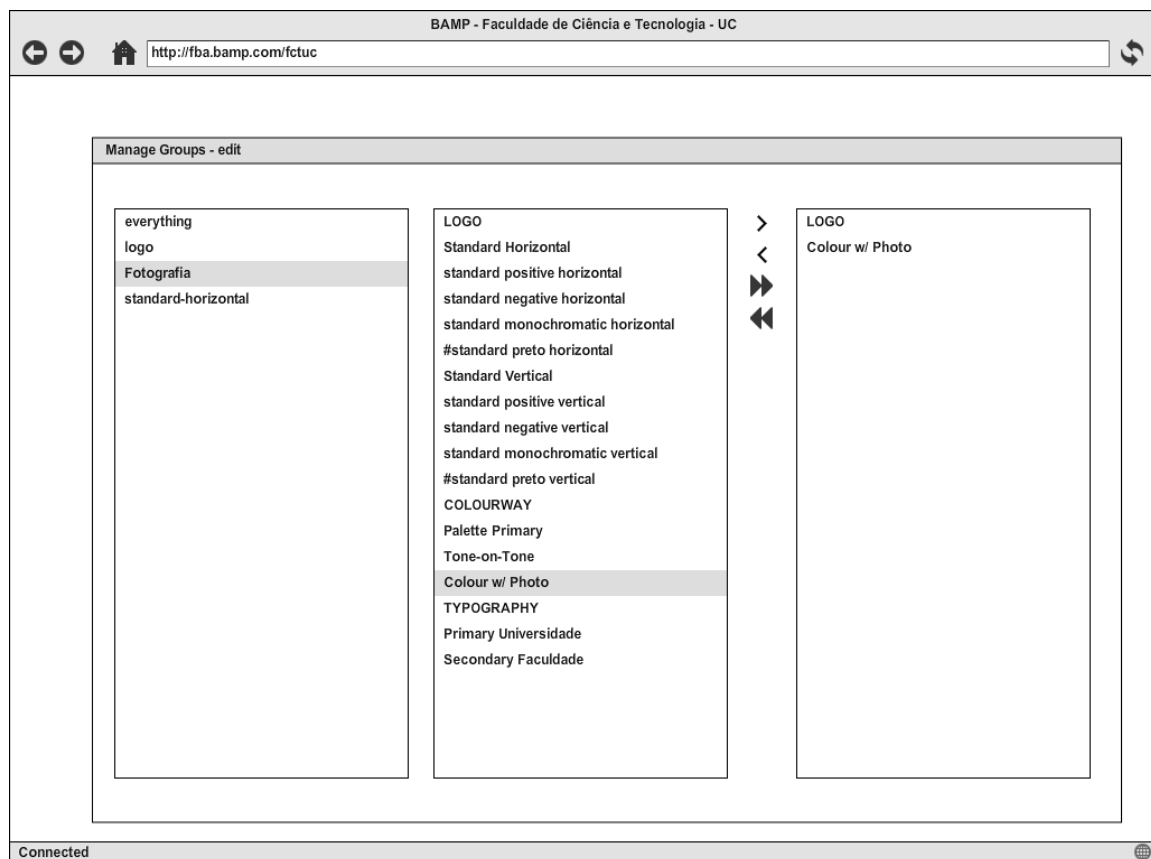 BAMP - Faculdade de Ciência e Tecnologia - UC
http://fba.bamp.com/fctuc
Manage Groups - edit
everything
logo
Fotografia
standard-horizontal
LOGO
Standard Horizontal
standard positive horizontal
standard negative horizontal
standard monochromatic horizontal
#standard preto horizontal
Standard Vertical
standard positive vertical
standard negative vertical
standard monochromatic vertical
#standard preto vertical
COLOURWAY
Palette Primary
Tone-on-Tone
Colour w/ Photo
TYPOGRAPHY
Primary Universidade
Secondary Faculdade
LOGO
Colour w/ Photo
Connected